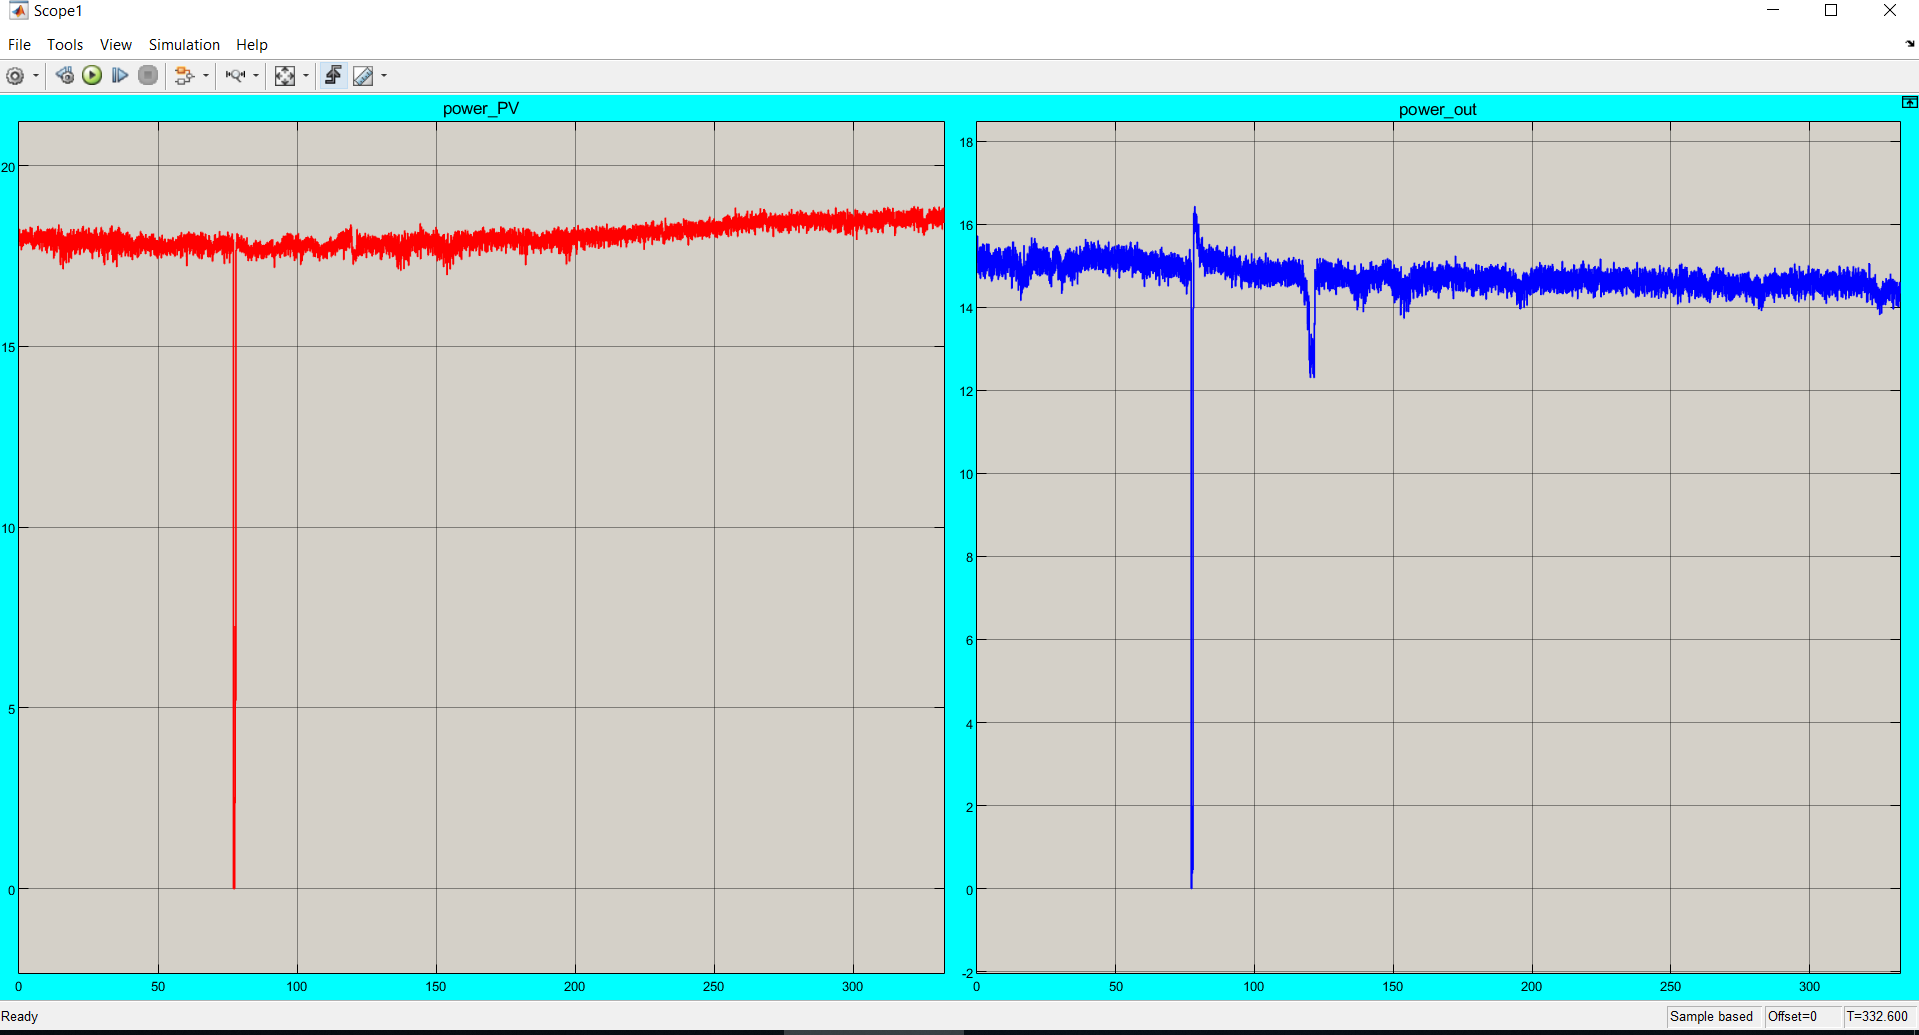 Scope1
File Tools View Simulation Help
power_PV
20
15
10
5
0
0 50 100 150 200 250 300
power_out
18
16
14
12
10
8
6
4
2
0
-2
0 50 100 150 200 250 300
Ready
Sample based Offset=0 T=332.600